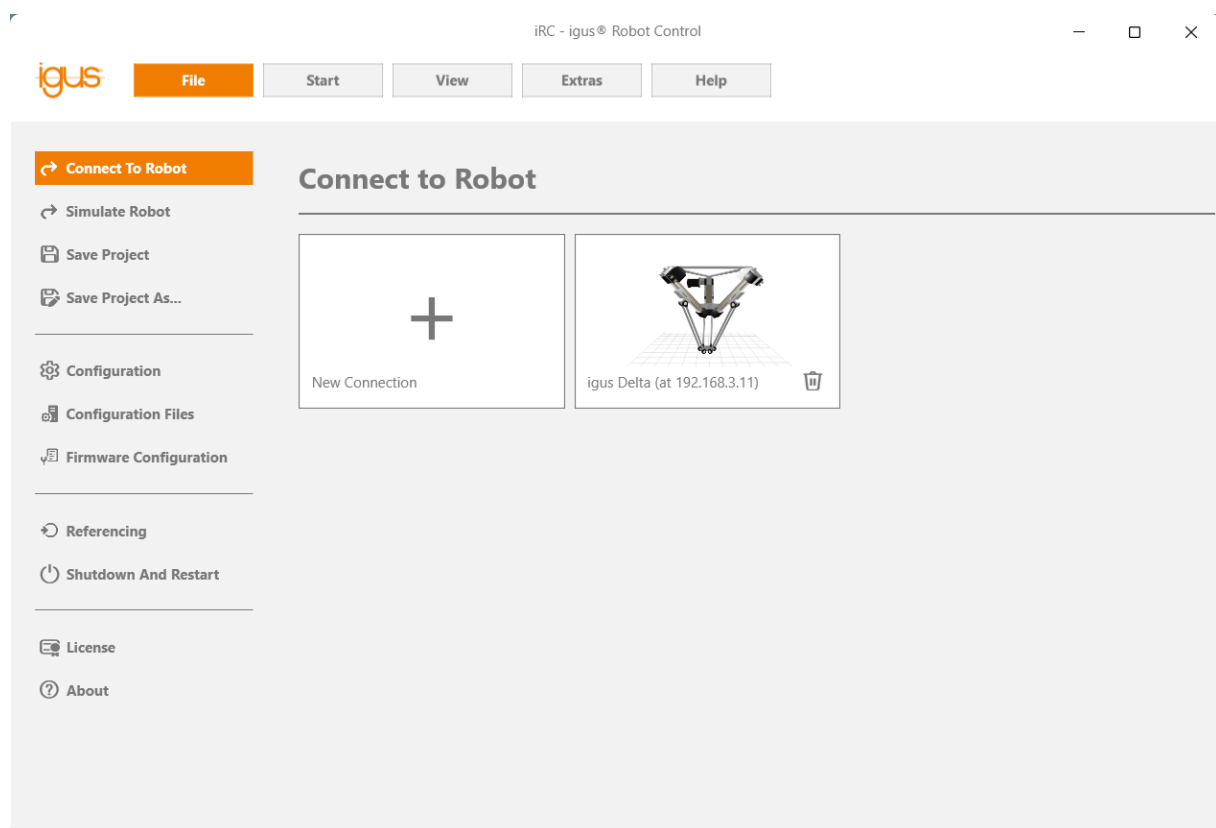 iRC - igus® Robot Control
igus
File
Start
View
Extras
Help
Connect To Robot
Simulate Robot
Save Project
Save Project As...
Configuration
Configuration Files
Firmware Configuration
Referencing
Shutdown And Restart
License
About
Connect to Robot
New Connection
igus Delta (at 192.168.3.11)